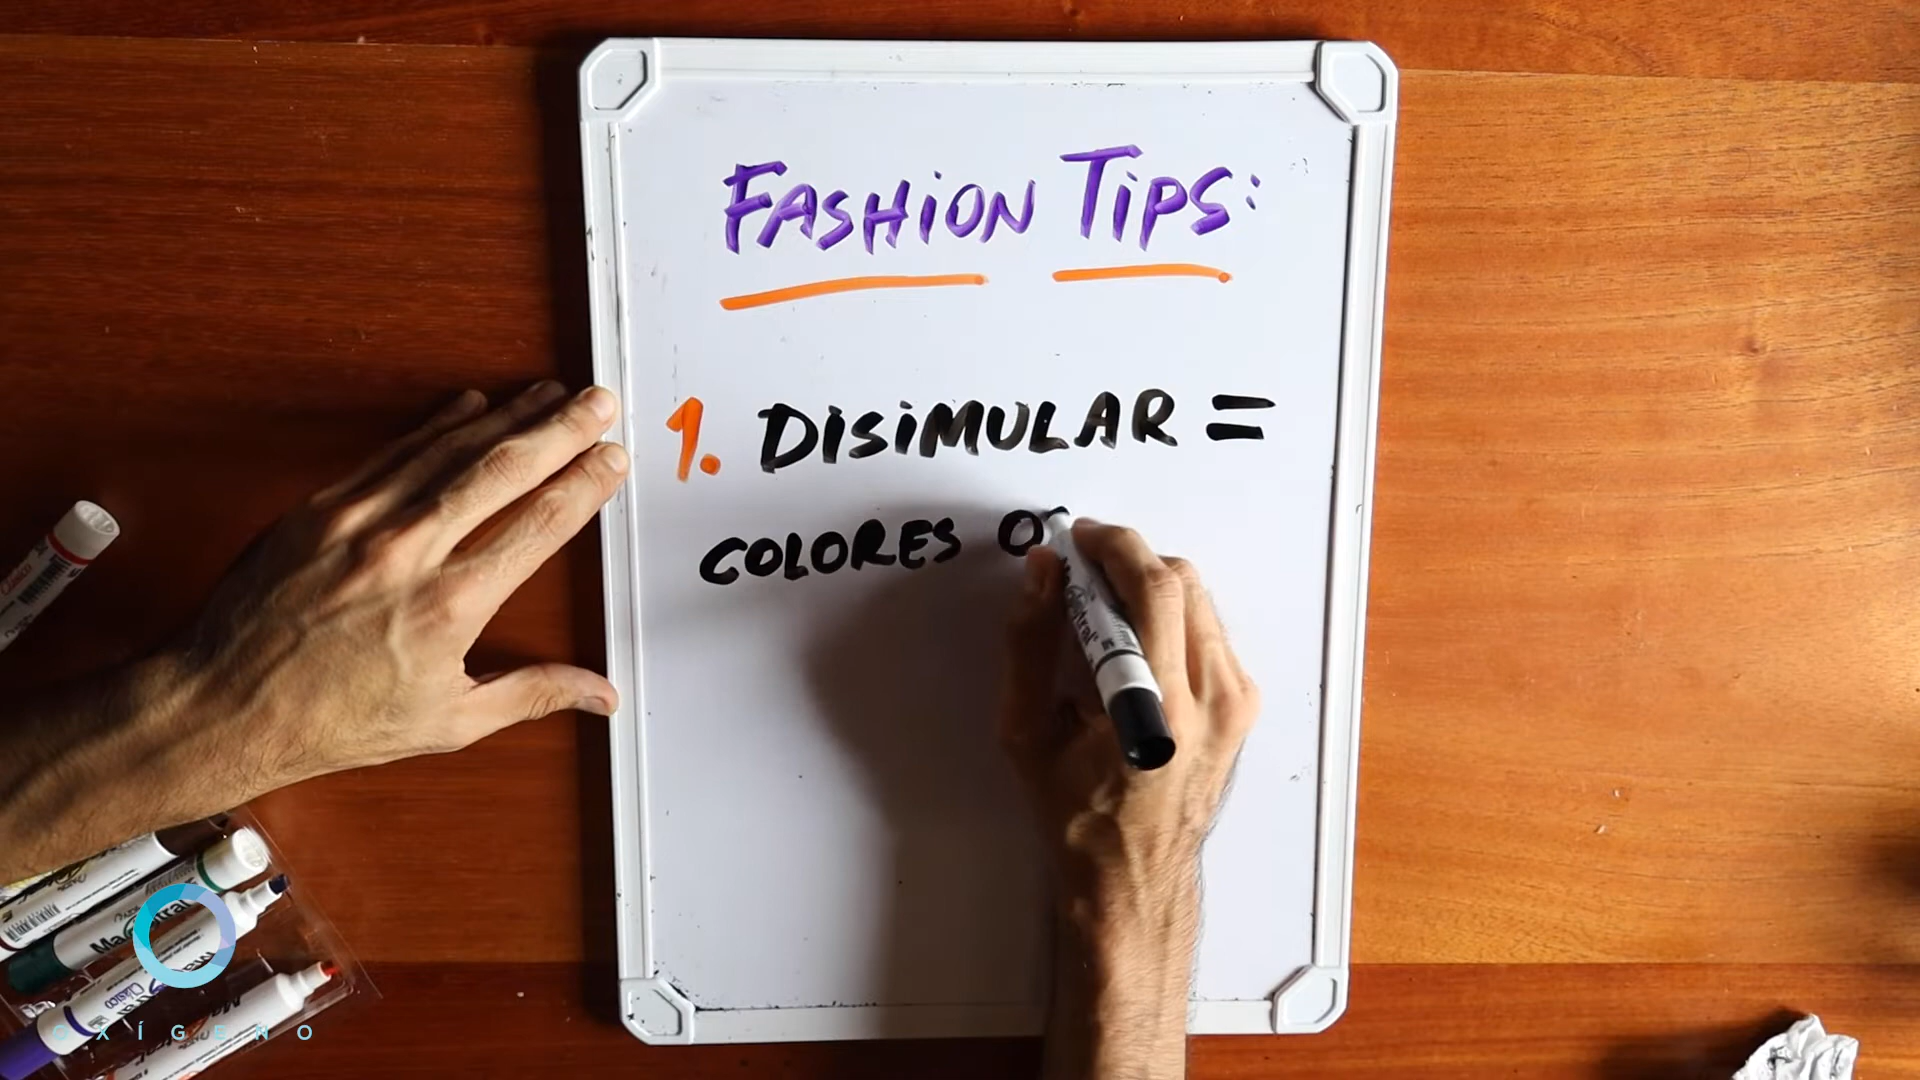 FASHION TIPS:
1. DISIMULAR =
COLORES
OXÍGENO